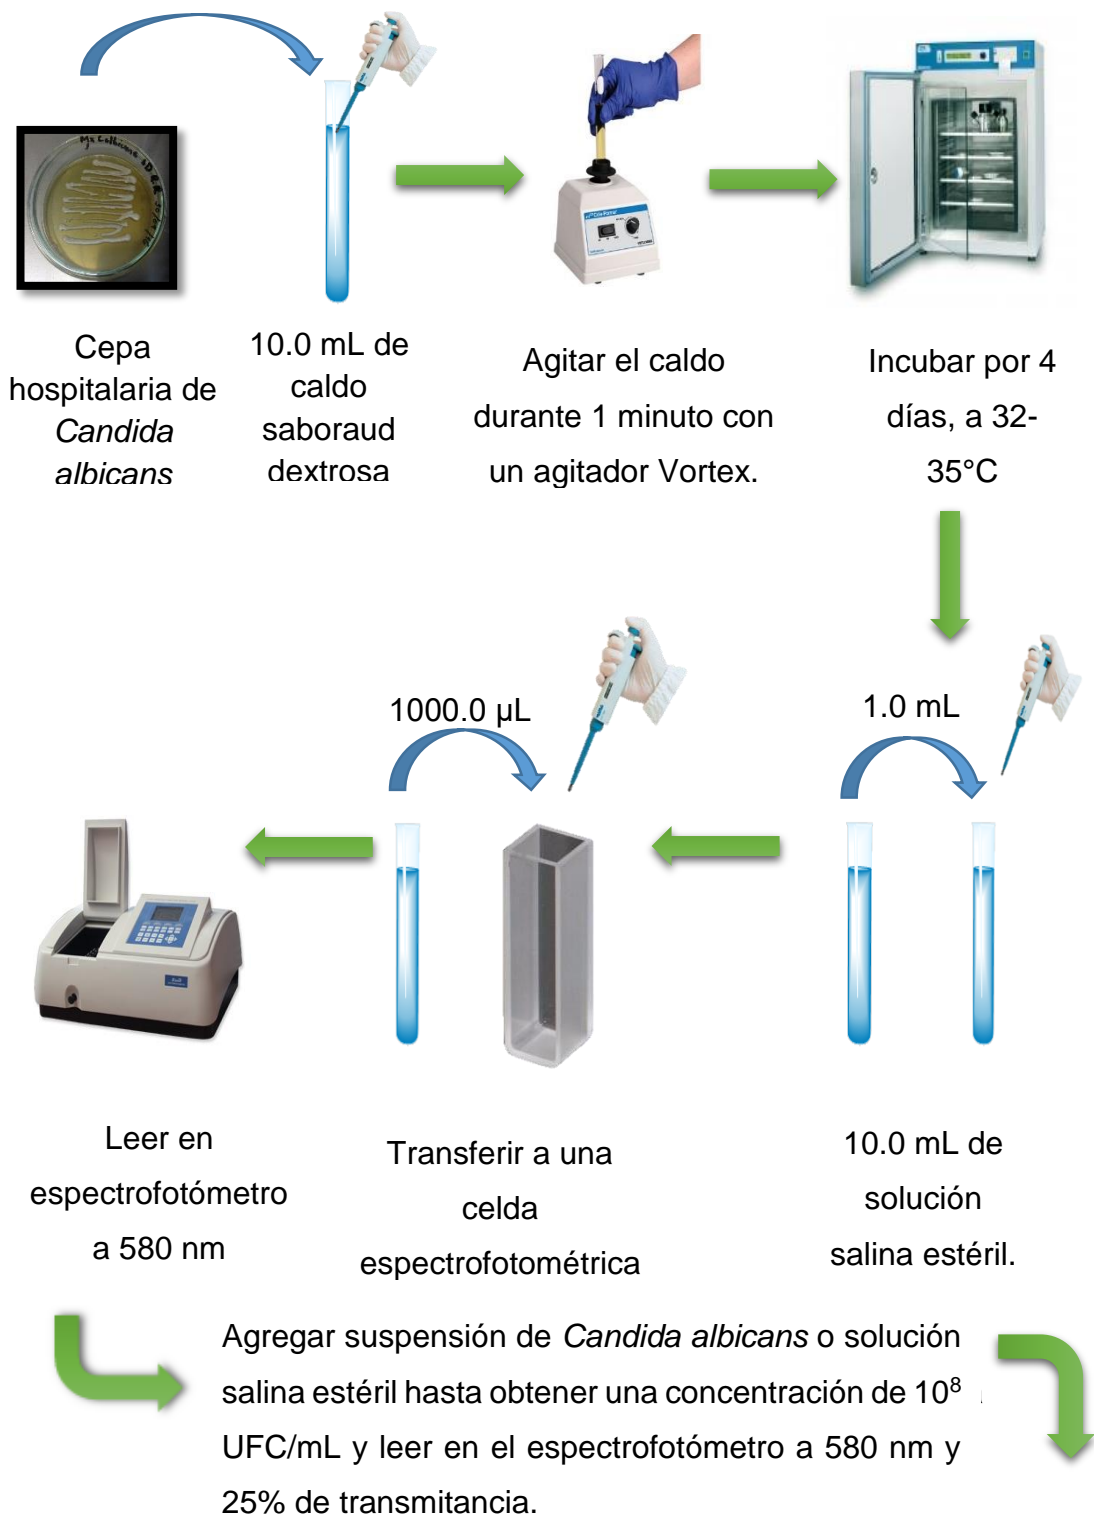 Cepa
hospitalaria de
Candida
albicans
10.0 mL de
caldo
saboraud
dextrosa
Agitar el caldo
durante 1 minuto con
un agitador Vortex.
Incubar por 4
días, a 32-
35°C
1.0 mL
1000.0 µL
10.0 mL de
solución
salina estéril.
Transferir a una
celda
espectrofotométrica
Leer en
espectrofotómetro
a 580 nm
Agregar suspensión de Candida albicans o solución
salina estéril hasta obtener una concentración de 10⁸
UFC/mL y leer en el espectrofotómetro a 580 nm y
25% de transmitancia.